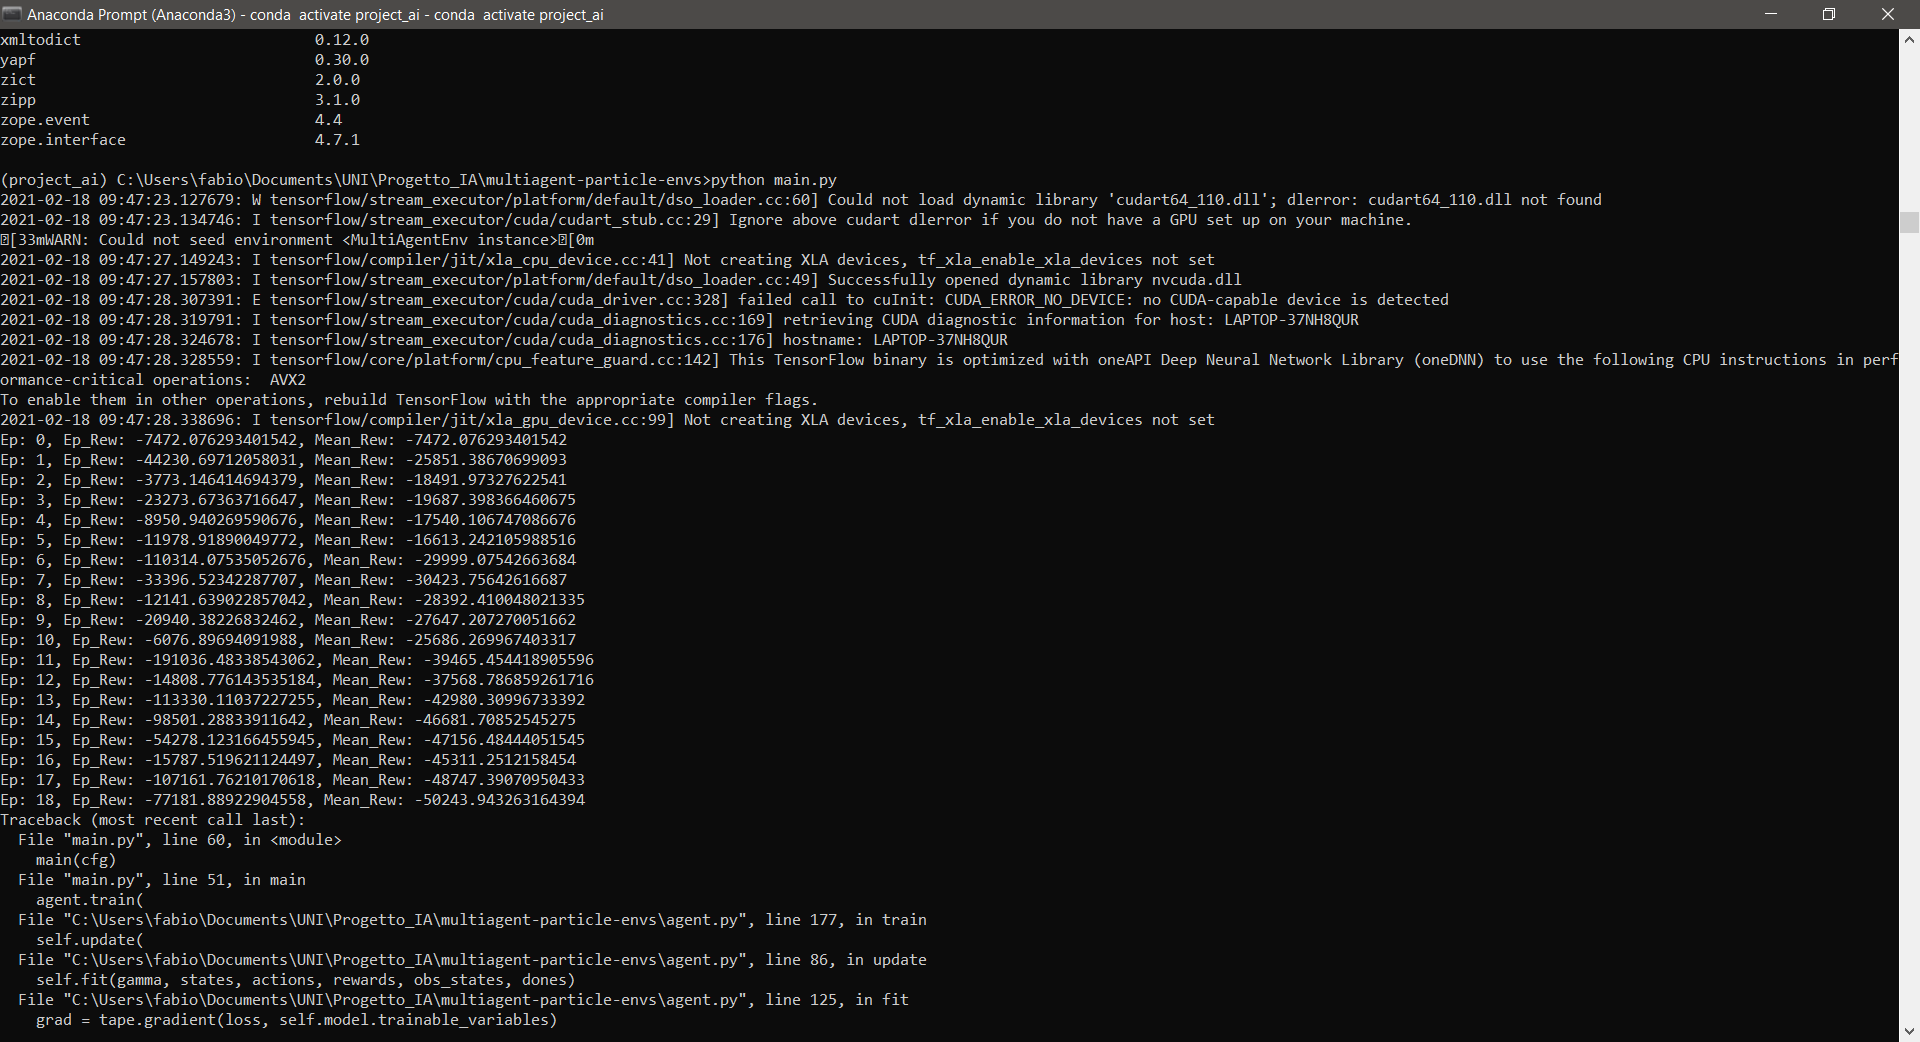 Anaconda Prompt (Anaconda3) - conda  activate project_ai - conda  activate project_ai
xmltodict                          0.12.0
yapf                               0.30.0
zict                               2.0.0
zipp                               3.1.0
zope.event                         4.4
zope.interface                     4.7.1
(project_ai) C:\Users\fabio\Documents\UNI\Progetto_IA\multiagent-particle-envs>python main.py
2021-02-18 09:47:23.127679: W tensorflow/stream_executor/platform/default/dso_loader.cc:60] Could not load dynamic library 'cudart64_110.dll'; dlerror: cudart64_110.dll not found
2021-02-18 09:47:23.134746: I tensorflow/stream_executor/cuda/cudart_stub.cc:29] Ignore above cudart dlerror if you do not have a GPU set up on your machine.
[33mWARN: Could not seed environment <MultiAgentEnv instance>[0m
2021-02-18 09:47:27.149243: I tensorflow/compiler/jit/xla_cpu_device.cc:41] Not creating XLA devices, tf_xla_enable_xla_devices not set
2021-02-18 09:47:27.157803: I tensorflow/stream_executor/platform/default/dso_loader.cc:49] Successfully opened dynamic library nvcuda.dll
2021-02-18 09:47:28.307391: E tensorflow/stream_executor/cuda/cuda_driver.cc:328] failed call to cuInit: CUDA_ERROR_NO_DEVICE: no CUDA-capable device is detected
2021-02-18 09:47:28.319791: I tensorflow/stream_executor/cuda/cuda_diagnostics.cc:169] retrieving CUDA diagnostic information for host: LAPTOP-37NH8QUR
2021-02-18 09:47:28.324678: I tensorflow/stream_executor/cuda/cuda_diagnostics.cc:176] hostname: LAPTOP-37NH8QUR
2021-02-18 09:47:28.328559: I tensorflow/core/platform/cpu_feature_guard.cc:142] This TensorFlow binary is optimized with oneAPI Deep Neural Network Library (oneDNN) to use the following CPU instructions in perf
ormance-critical operations:  AVX2
To enable them in other operations, rebuild TensorFlow with the appropriate compiler flags.
2021-02-18 09:47:28.338696: I tensorflow/compiler/jit/xla_gpu_device.cc:99] Not creating XLA devices, tf_xla_enable_xla_devices not set
Ep: 0, Ep_Rew: -7472.076293401542, Mean_Rew: -7472.076293401542
Ep: 1, Ep_Rew: -44230.69712058031, Mean_Rew: -25851.38670699093
Ep: 2, Ep_Rew: -3773.146414694379, Mean_Rew: -18491.97327622541
Ep: 3, Ep_Rew: -23273.67363716647, Mean_Rew: -19687.398366460675
Ep: 4, Ep_Rew: -8950.940269590676, Mean_Rew: -17540.106747086676
Ep: 5, Ep_Rew: -11978.91890049772, Mean_Rew: -16613.242105988516
Ep: 6, Ep_Rew: -110314.07535052676, Mean_Rew: -29999.07542663684
Ep: 7, Ep_Rew: -33396.52342287707, Mean_Rew: -30423.75642616687
Ep: 8, Ep_Rew: -12141.639022857042, Mean_Rew: -28392.410048021335
Ep: 9, Ep_Rew: -20940.38226832462, Mean_Rew: -27647.207270051662
Ep: 10, Ep_Rew: -6076.89694091988, Mean_Rew: -25686.269967403317
Ep: 11, Ep_Rew: -191036.48338543062, Mean_Rew: -39465.454418905596
Ep: 12, Ep_Rew: -14808.776143535184, Mean_Rew: -37568.786859261716
Ep: 13, Ep_Rew: -113330.11037227255, Mean_Rew: -42980.30996733392
Ep: 14, Ep_Rew: -98501.28833911642, Mean_Rew: -46681.70852545275
Ep: 15, Ep_Rew: -54278.123166455945, Mean_Rew: -47156.48444051545
Ep: 16, Ep_Rew: -15787.519621124497, Mean_Rew: -45311.2512158454
Ep: 17, Ep_Rew: -107161.76210170618, Mean_Rew: -48747.39070950433
Ep: 18, Ep_Rew: -77181.88922904558, Mean_Rew: -50243.943263164394
Traceback (most recent call last):
  File "main.py", line 60, in <module>
    main(cfg)
  File "main.py", line 51, in main
    agent.train(
  File "C:\Users\fabio\Documents\UNI\Progetto_IA\multiagent-particle-envs\agent.py", line 177, in train
    self.update(
  File "C:\Users\fabio\Documents\UNI\Progetto_IA\multiagent-particle-envs\agent.py", line 86, in update
    self.fit(gamma, states, actions, rewards, obs_states, dones)
  File "C:\Users\fabio\Documents\UNI\Progetto_IA\multiagent-particle-envs\agent.py", line 125, in fit
    grad = tape.gradient(loss, self.model.trainable_variables)